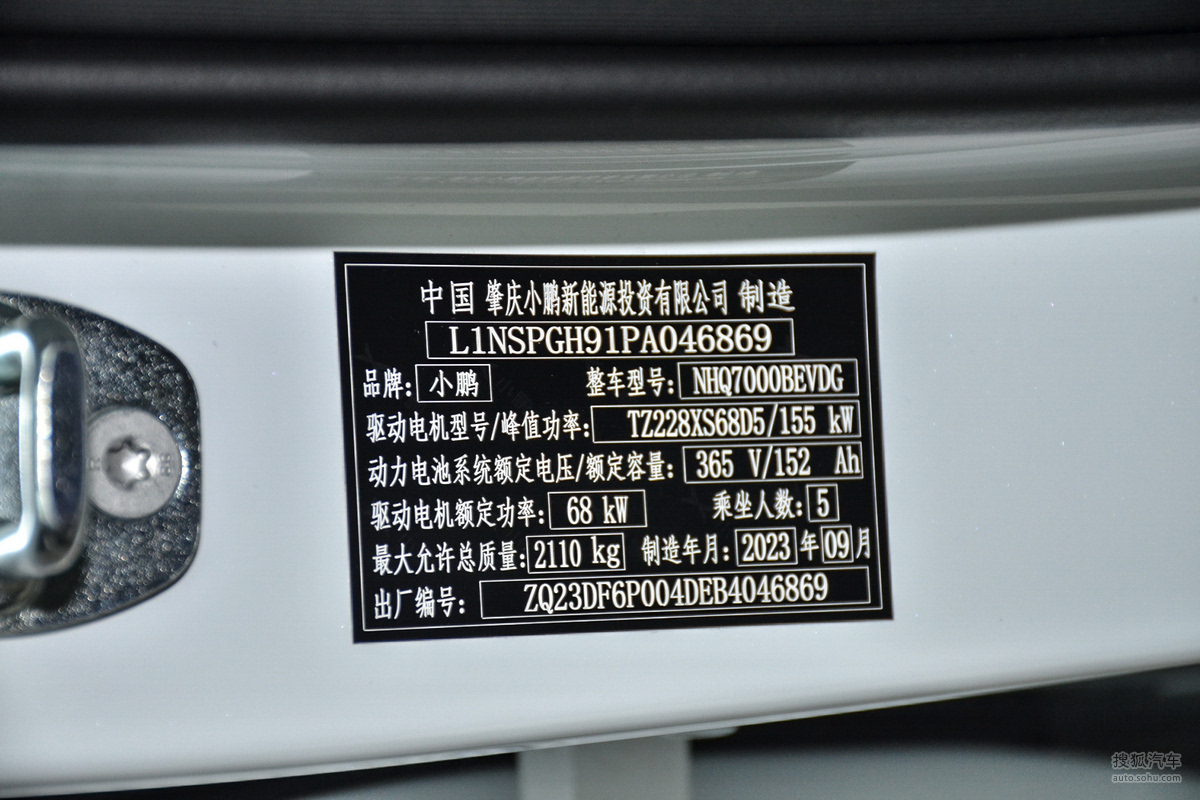 中国 肇庆小鹏新能源投资有限公司 制造
L1NSPGH91PA046869
品牌: 小鹏 整车型号: NHQ7000BEVDG
驱动电机型号/峰值功率: TZ228XS68D5/155 kW
动力电池系统额定电压/额定容量: 365 V/152 Ah
驱动电机额定功率: 68 kW 乘坐人数: 5
最大允许总质量: 2110 kg 制造年月: 2023 年 09 月
出厂编号: ZQ23DF6P004DEB4046869
搜狐汽车
auto.sohu.com